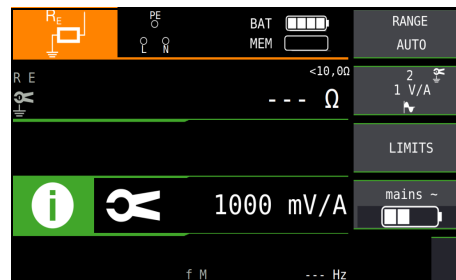 RE
PE
L N
BAT
MEM
RANGE
AUTO
R E
<10,0Ω
--- Ω
2
1 V/A
LIMITS
i
1000 mV/A
mains ~
f M
--- Hz